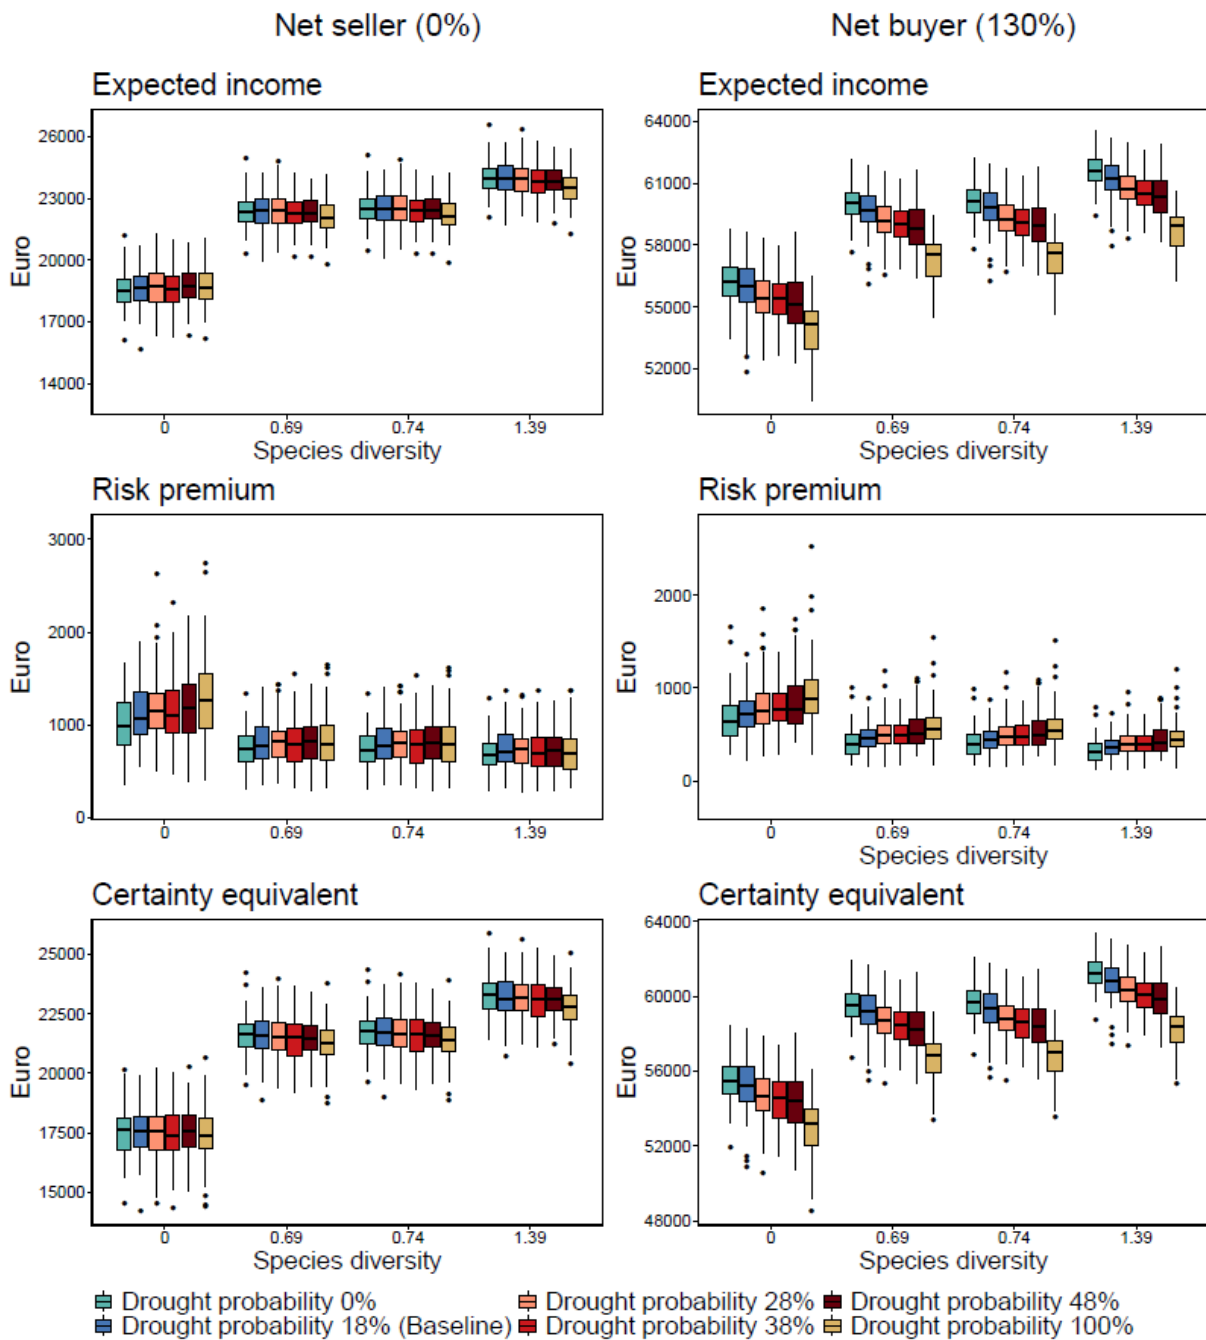 Net seller (0%)
Net buyer (130%)
Expected income
Euro
26000
23000
20000
17000
14000
0
0.69
0.74
1.39
Species diversity
Expected income
Euro
64000
61000
58000
55000
52000
0
0.69
0.74
1.39
Species diversity
Risk premium
Euro
3000
2000
1000
0
0
0.69
0.74
1.39
Risk premium
Euro
2000
1000
0
0
0.69
0.74
1.39
Species diversity
Certainty equivalent
Euro
25000
22500
20000
17500
15000
0
0.69
0.74
1.39
Species diversity
Certainty equivalent
Euro
64000
60000
56000
52000
48000
0
0.69
0.74
1.39
Species diversity
Drought probability 0%
Drought probability 28%
Drought probability 48%
Drought probability 18% (Baseline)
Drought probability 38%
Drought probability 100%